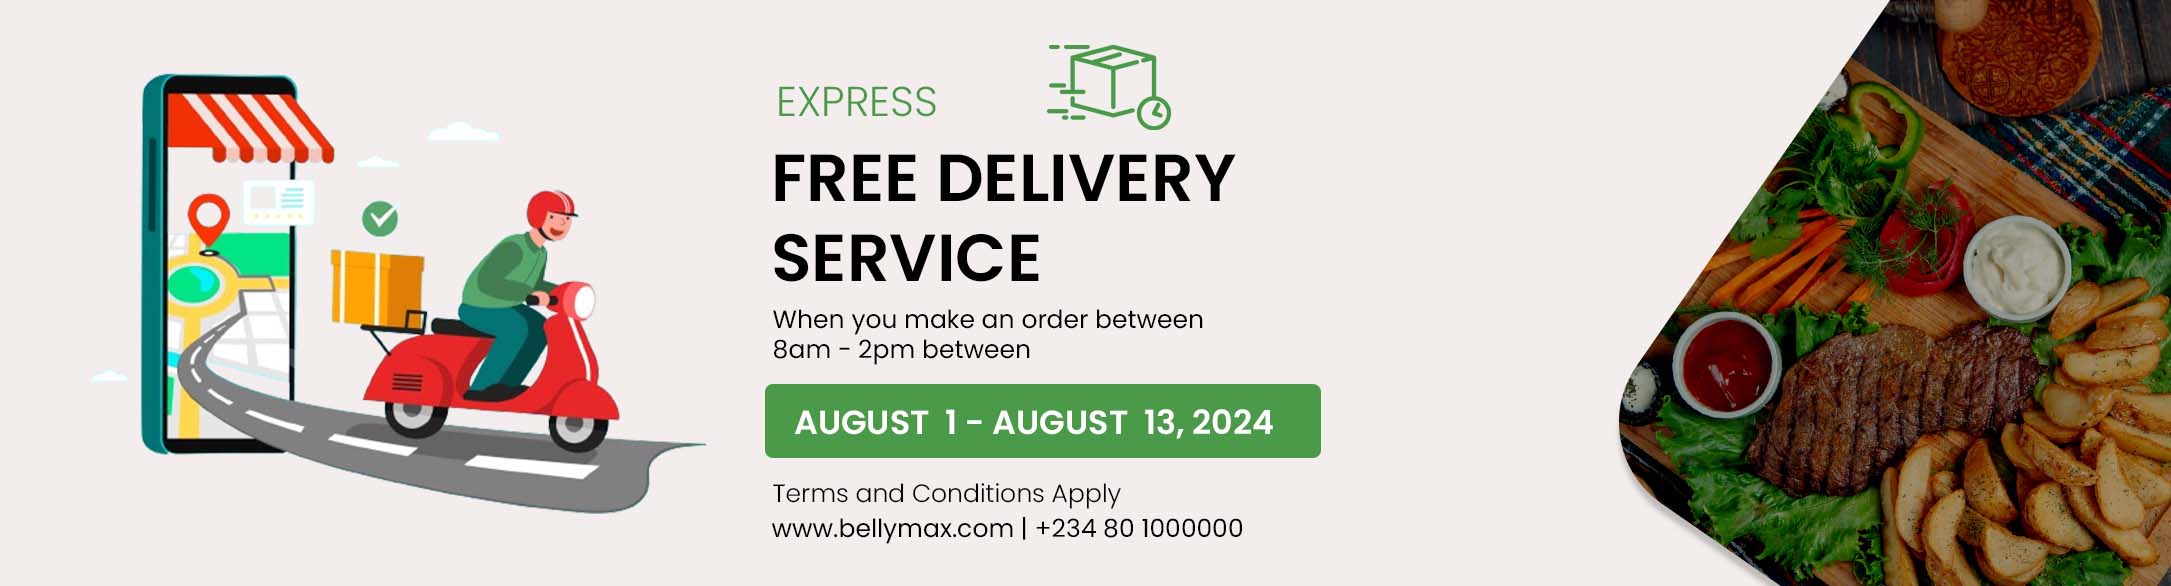 EXPRESS
FREE DELIVERY
SERVICE
When you make an order between
8am - 2pm between
AUGUST 1 - AUGUST 13, 2024
Terms and Conditions Apply
www.bellymax.com | +234 80 1000000